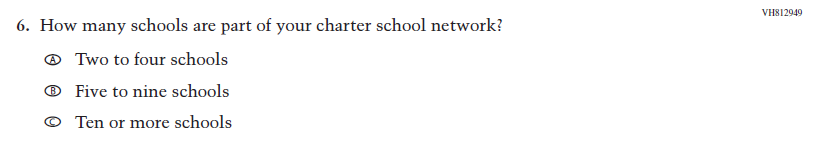 VH812949
6. How many schools are part of your charter school network?
Ⓐ Two to four schools
Ⓑ Five to nine schools
Ⓒ Ten or more schools